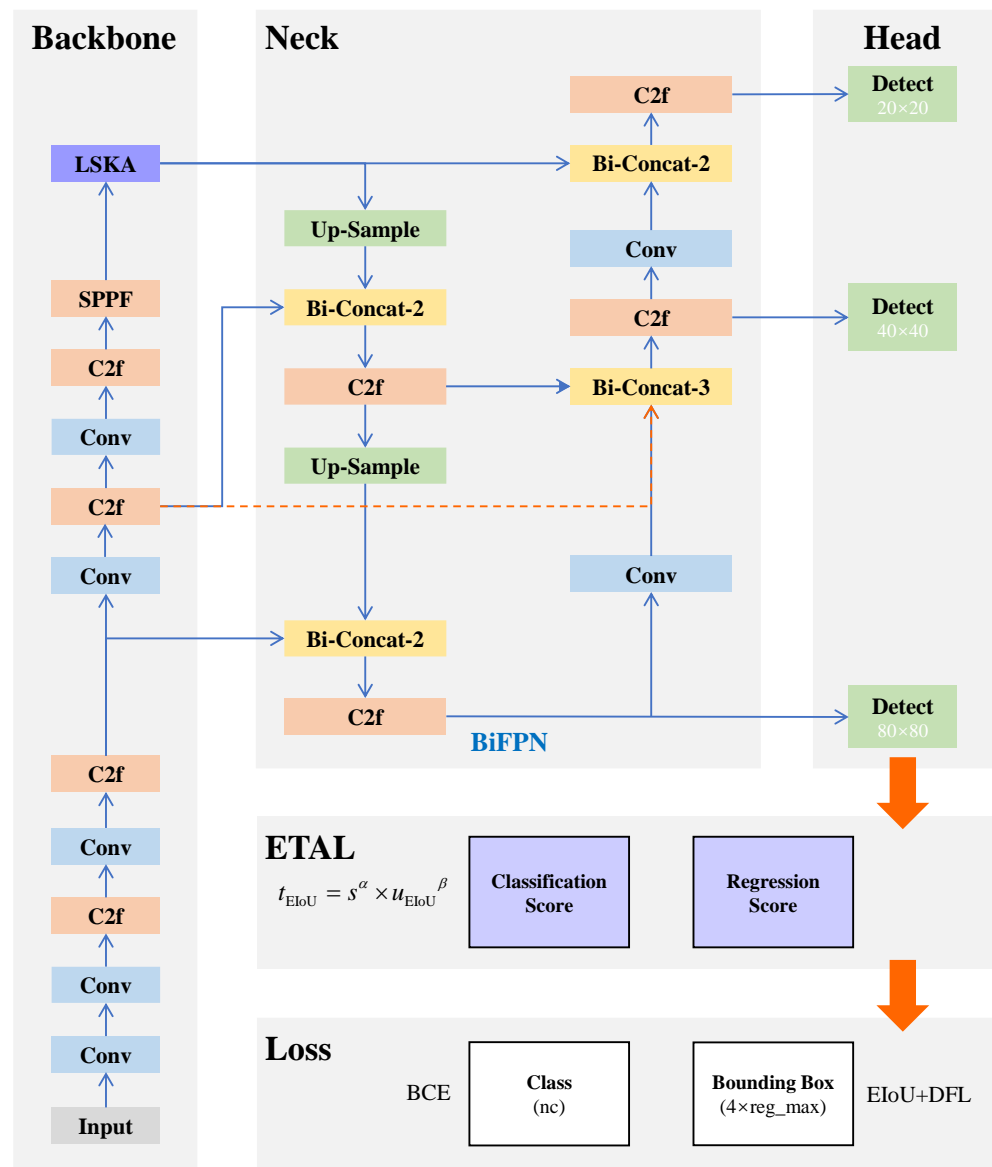 Backbone
LSKA
SPPF
C2f
Conv
C2f
Conv
C2f
Conv
C2f
Conv
Conv
Input
Neck
Up-Sample
Bi-Concat-2
C2f
Up-Sample
Bi-Concat-2
C2f
BiFPN
C2f
Bi-Concat-2
Conv
C2f
Bi-Concat-3
Conv
Head
Detect
20×20
Detect
40×40
Detect
80×80
ETAL
t_EIoU = s^α × u_EIoU^β
Classification
Score
Regression
Score
Loss
BCE
Class
(nc)
Bounding Box
(4×reg_max)
EIoU+DFL